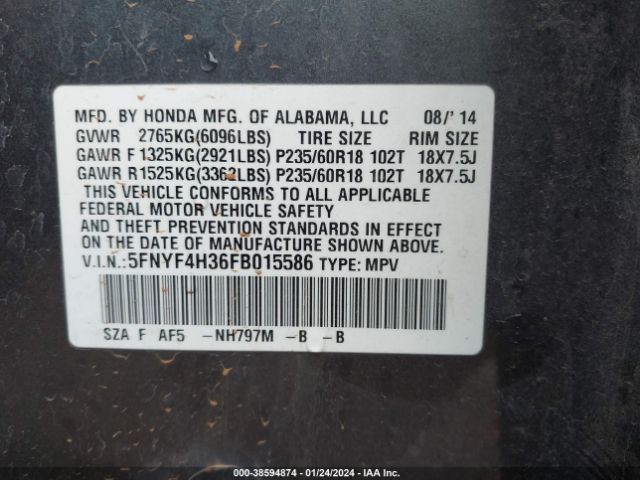 MFD. BY HONDA MFG. OF ALABAMA, LLC 08/' 14
GVWR 2765KG(6096LBS) TIRE SIZE RIM SIZE
GAWR F 1325KG(2921LBS) P235/60R18 102T 18X7.5J
GAWR R1525KG(3362LBS) P235/60R18 102T 18X7.5J
THIS VEHICLE CONFORMS TO ALL APPLICABLE
FEDERAL MOTOR VEHICLE SAFETY
AND THEFT PREVENTION STANDARDS IN EFFECT
ON THE DATE OF MANUFACTURE SHOWN ABOVE.
V.I.N.:5FNYF4H36FB015586 TYPE: MPV
SZA F AF5 -NH797M -B -B
000-38594874 | 01/24/2024 - IAA